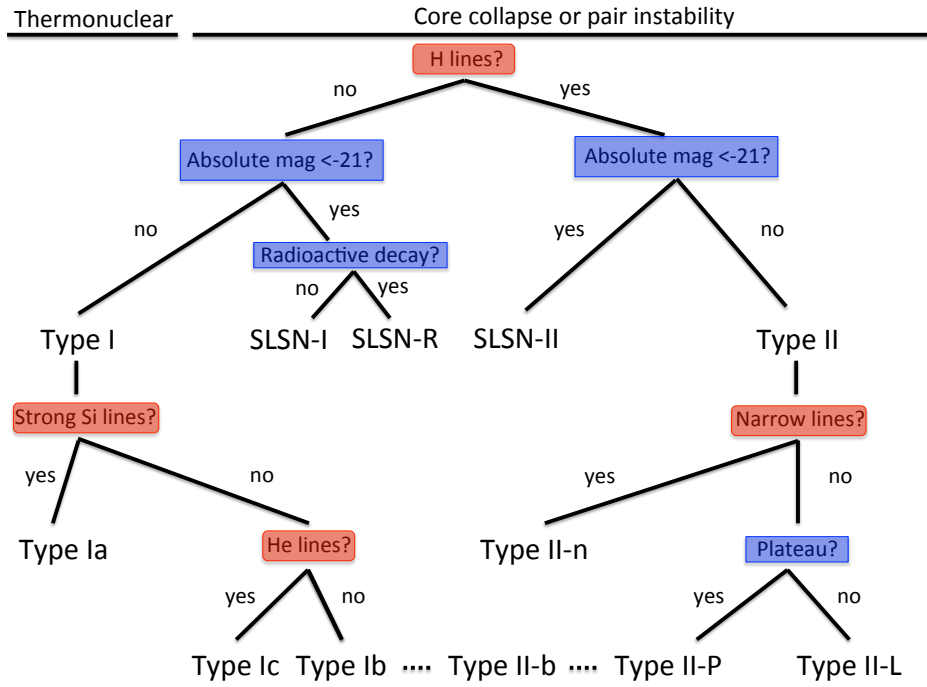 Thermonuclear
Core collapse or pair instability
H lines?
no
yes
Absolute mag <-21?
Absolute mag <-21?
no
yes
yes
no
Radioactive decay?
no
yes
Type I
SLSN-I
SLSN-R
SLSN-II
Type II
Strong Si lines?
Narrow lines?
yes
no
yes
no
Type Ia
He lines?
Type II-n
Plateau?
yes
no
yes
no
Type Ic
Type Ib
....
Type II-b
....
Type II-P
Type II-L